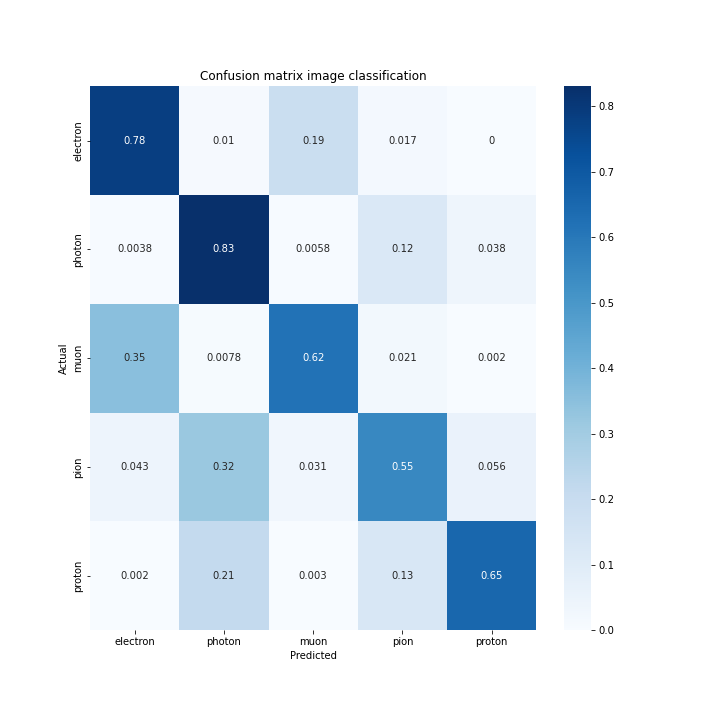 Confusion matrix image classification
electron 0.78 0.01 0.19 0.017 0
photon 0.0038 0.83 0.0058 0.12 0.038
Actual
muon 0.35 0.0078 0.62 0.021 0.002
pion 0.043 0.32 0.031 0.55 0.056
proton 0.002 0.21 0.003 0.13 0.65
electron photon muon pion proton
Predicted
0.8
0.7
0.6
0.5
0.4
0.3
0.2
0.1
0.0